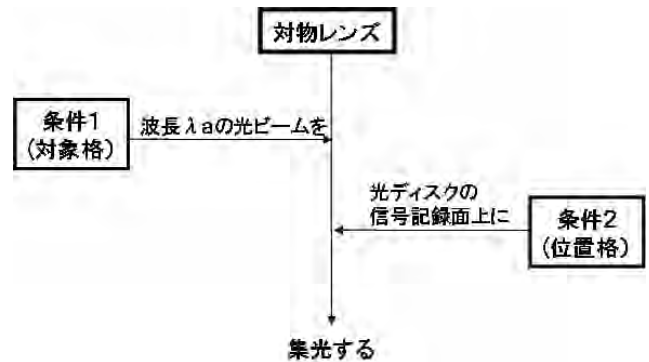 対物レンズ
条件1
(対象格)
波長λaの光ビームを
光ディスクの
信号記録面上に
条件2
(位置格)
集光する